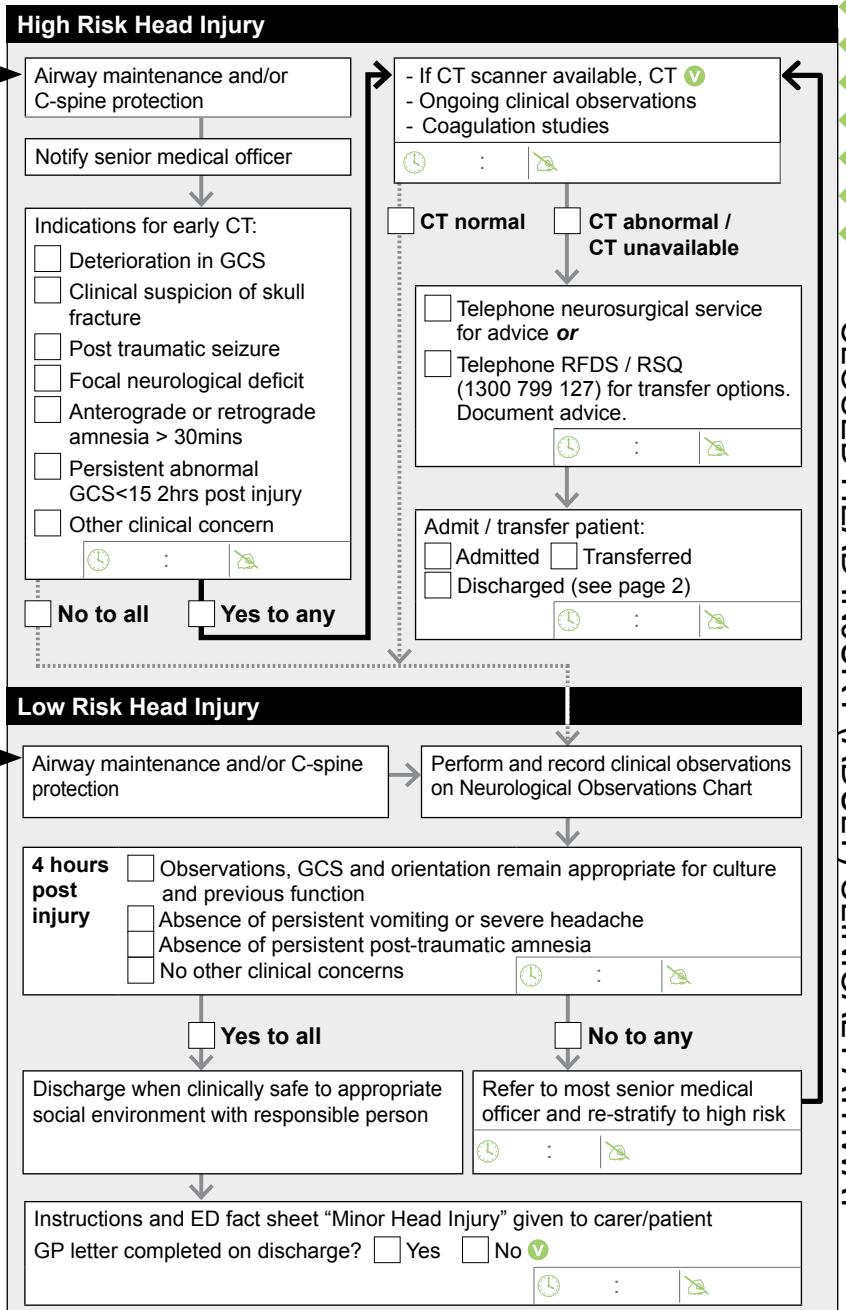 High Risk Head Injury
Airway maintenance and/or
C-spine protection
Notify senior medical officer
Indications for early CT:
Deterioration in GCS
Clinical suspicion of skull
fracture
Post traumatic seizure
Focal neurological deficit
Anterograde or retrograde
amnesia > 30mins
Persistent abnormal
GCS<15 2hrs post injury
Other clinical concern
:
No to all
Yes to any
- If CT scanner available, CT V
- Ongoing clinical observations
- Coagulation studies
:
CT normal
CT abnormal /
CT unavailable
Telephone neurosurgical service
for advice or
Telephone RFDS / RSQ
(1300 799 127) for transfer options.
Document advice.
:
Admit / transfer patient:
Admitted Transferred
Discharged (see page 2)
:
Low Risk Head Injury
Airway maintenance and/or C-spine
protection
Perform and record clinical observations
on Neurological Observations Chart
4 hours
post
injury
Observations, GCS and orientation remain appropriate for culture
and previous function
Absence of persistent vomiting or severe headache
Absence of persistent post-traumatic amnesia
No other clinical concerns
:
Yes to all
No to any
Discharge when clinically safe to appropriate
social environment with responsible person
Refer to most senior medical
officer and re-stratify to high risk
:
Instructions and ED fact sheet “Minor Head Injury” given to carer/patient
GP letter completed on discharge? Yes No V
: